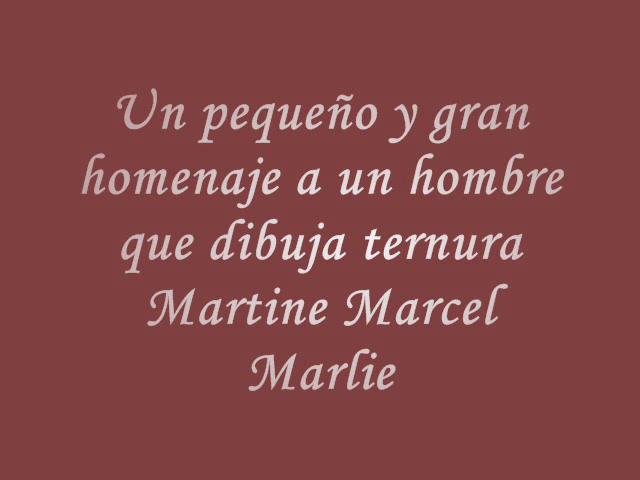 Un pequeño y gran
homenaje a un hombre
que dibuja ternura
Martine Marcel
Marlie